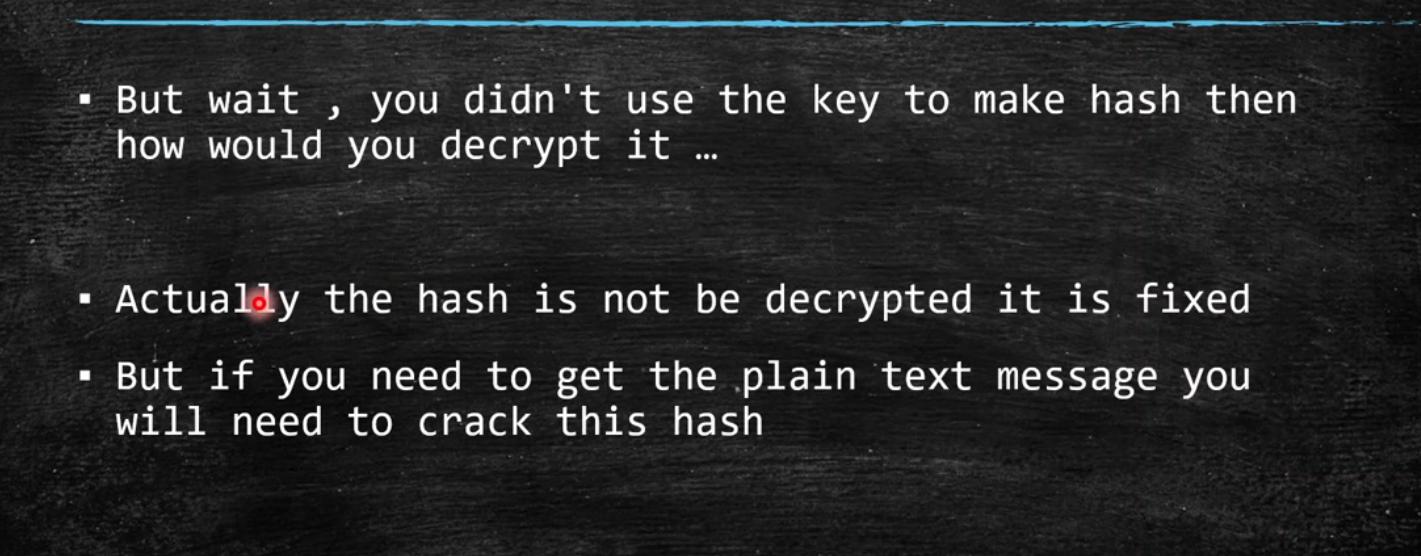 ▪ But wait , you didn't use the key to make hash then
how would you decrypt it …
▪ Actually the hash is not be decrypted it is fixed
▪ But if you need to get the plain text message you
will need to crack this hash